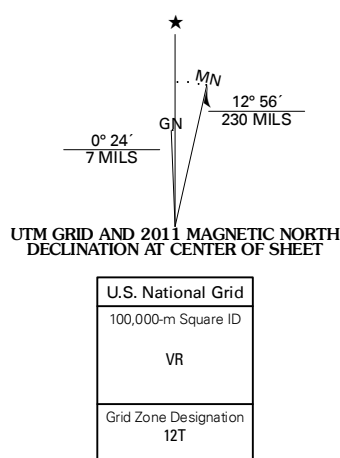 ★
MN
GN
12° 56´
230 MILS
0° 24´
7 MILS
UTM GRID AND 2011 MAGNETIC NORTH
DECLINATION AT CENTER OF SHEET
U.S. National Grid
100,000-m Square ID
VR
Grid Zone Designation
12T